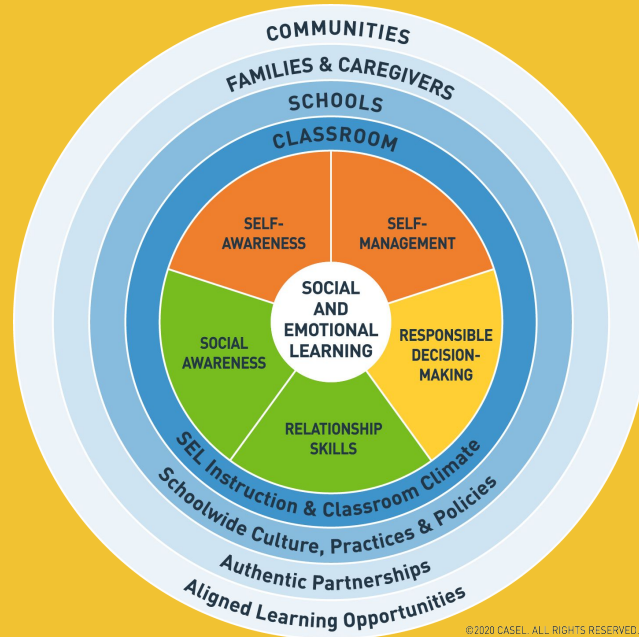 COMMUNITIES
FAMILIES & CAREGIVERS
SCHOOLS
CLASSROOM
SELF-
AWARENESS
SELF-
MANAGEMENT
SOCIAL
AND
EMOTIONAL
LEARNING
SOCIAL
AWARENESS
RESPONSIBLE
DECISION-
MAKING
RELATIONSHIP
SKILLS
SEL Instruction & Classroom Climate
Schoolwide Culture, Practices & Policies
Authentic Partnerships
Aligned Learning Opportunities
©2020 CASEL. ALL RIGHTS RESERVED.